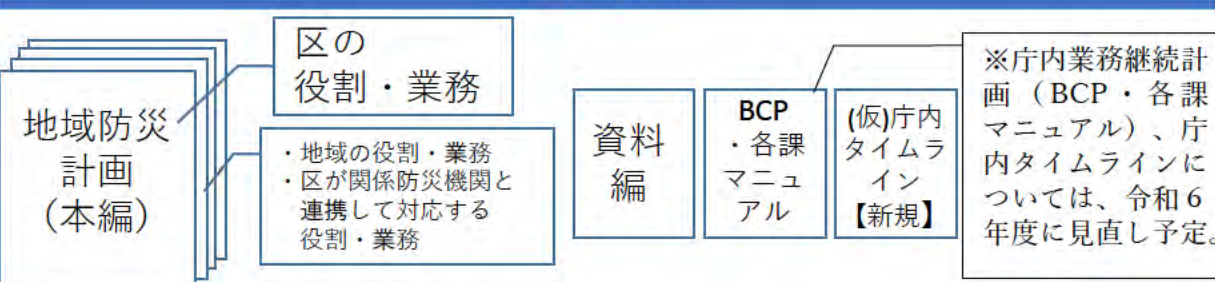 地域防災
計画
(本編)
区の
役割・業務
・地域の役割・業務
・区が関係防災機関と
連携して対応する
役割・業務
資料
編
BCP
・各課
マニュ
アル
(仮)庁内
タイムラ
イン
【新規】
※庁内業務継続計
画（BCP・各課
マニュアル）、庁
内タイムラインに
ついては、令和６
年度に見直し予定。